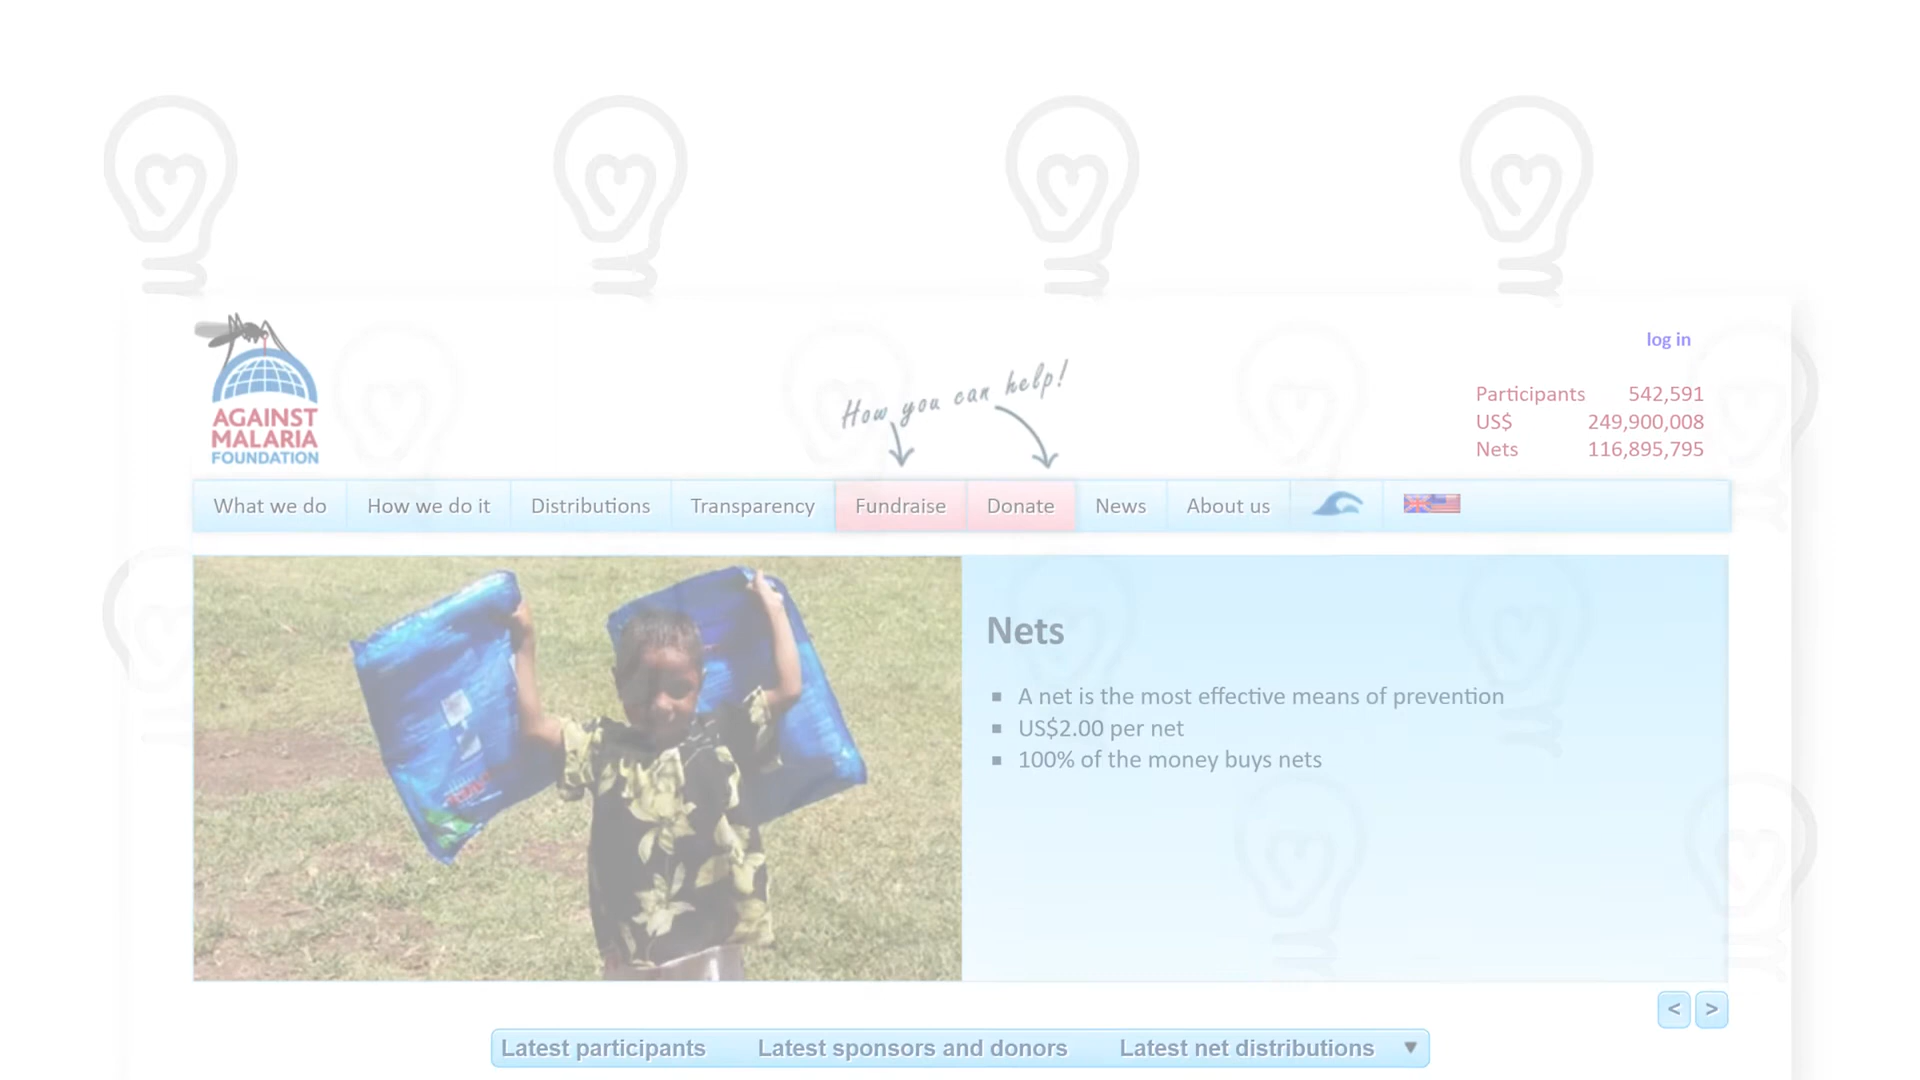 AGAINST
MALARIA
FOUNDATION
How you can help!
log in
Participants 542,591
US$ 249,900,008
Nets 116,895,795
What we do How we do it Distributions Transparency Fundraise Donate News About us
Nets
A net is the most effective means of prevention
US$2.00 per net
100% of the money buys nets
< >
Latest participants Latest sponsors and donors Latest net distributions